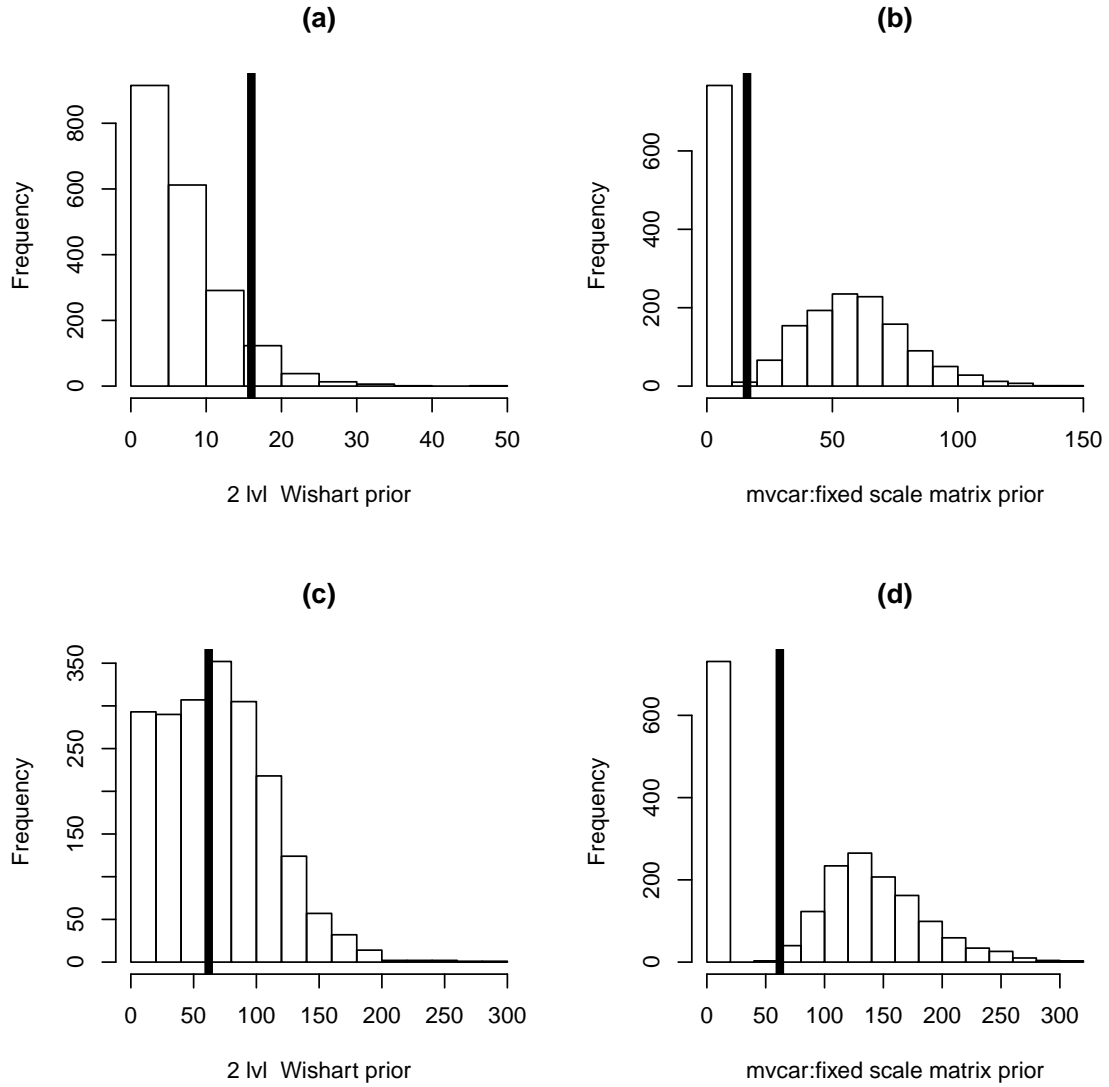 (a)
Frequency
0 200 400 600 800
0 10 20 30 40 50
2 lvl  Wishart prior
(b)
Frequency
0 200 400 600
0 50 100 150
mvcar:fixed scale matrix prior
(c)
Frequency
0 50 150 250 350
0 50 100 150 200 250 300
2 lvl  Wishart prior
(d)
Frequency
0 200 400 600
0 50 100 150 200 250 300
mvcar:fixed scale matrix prior